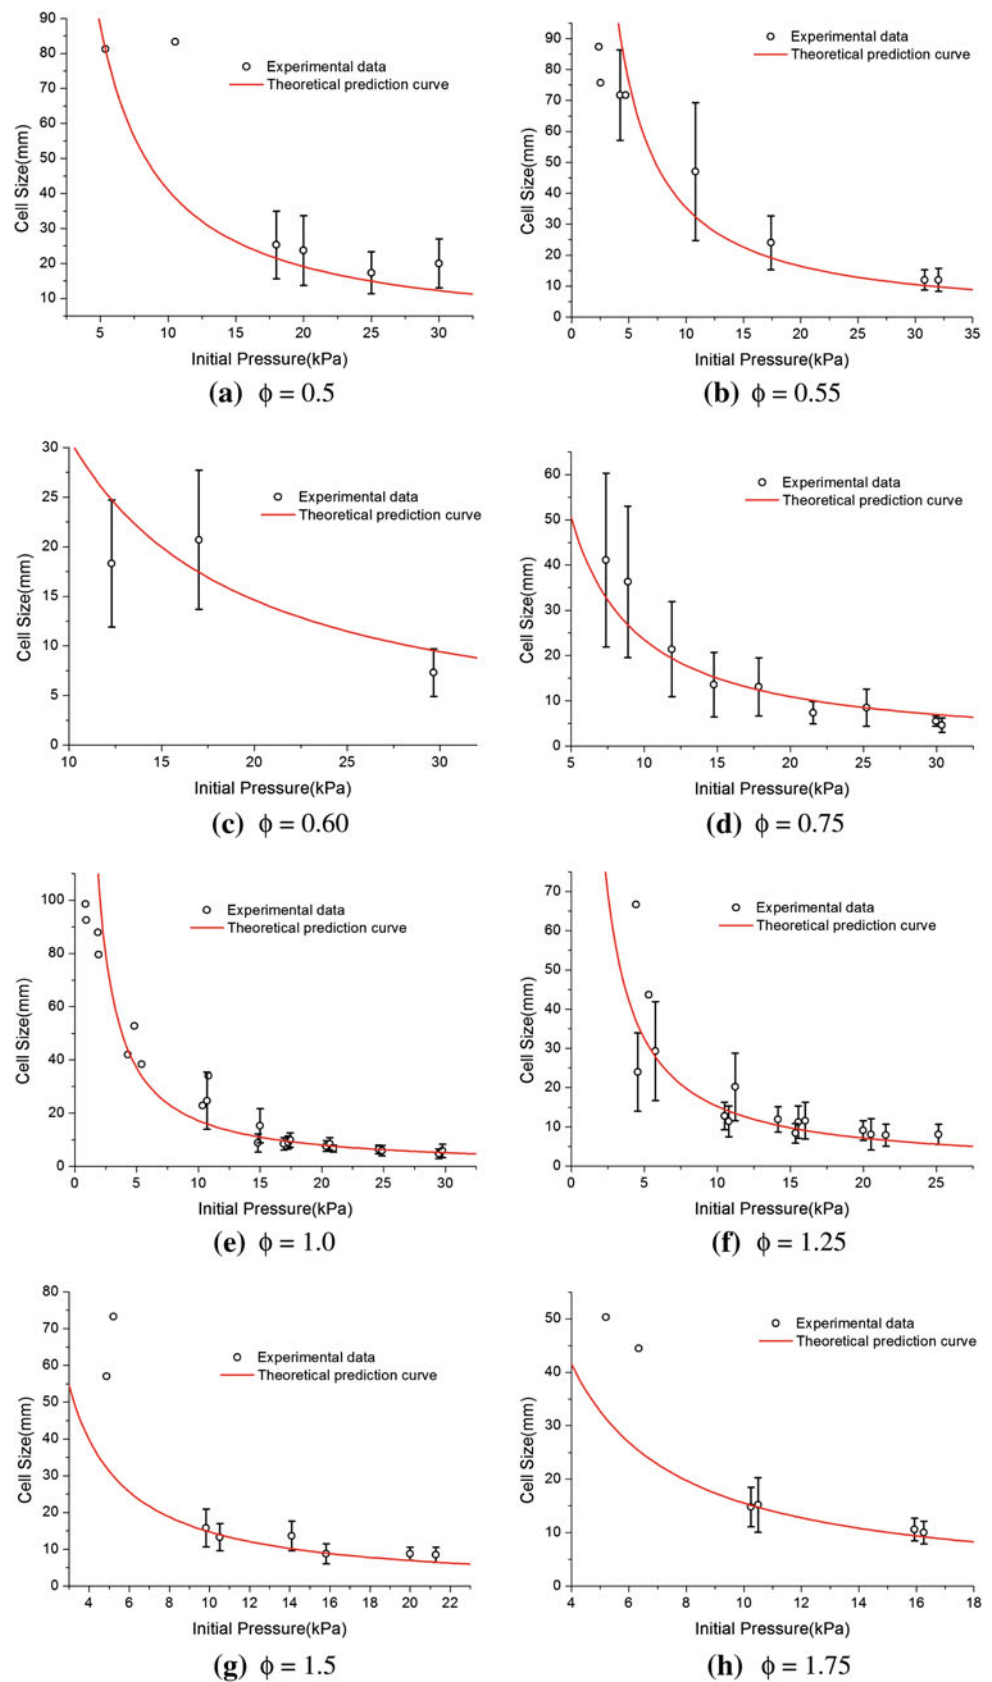 90
80
70
60
50
40
30
20
10
5
10
15
20
25
30
Cell Size(mm)
Initial Pressure(kPa)
Experimental data
Theoretical prediction curve
(a) ϕ = 0.5
90
80
70
60
50
40
30
20
10
0
0
5
10
15
20
25
30
35
Cell Size(mm)
Initial Pressure(kPa)
Experimental data
Theoretical prediction curve
(b) ϕ = 0.55
30
25
20
15
10
5
0
10
15
20
25
30
Cell Size(mm)
Initial Pressure(kPa)
Experimental data
Theoretical prediction curve
(c) ϕ = 0.60
60
50
40
30
20
10
0
5
10
15
20
25
30
Cell Size(mm)
Initial Pressure(kPa)
Experimental data
Theoretical prediction curve
(d) ϕ = 0.75
100
80
60
40
20
0
0
5
10
15
20
25
30
Cell Size(mm)
Initial Pressure(kPa)
Experimental data
Theoretical prediction curve
(e) ϕ = 1.0
70
60
50
40
30
20
10
0
0
5
10
15
20
25
Cell Size(mm)
Initial Pressure(kPa)
Experimental data
Theoretical prediction curve
(f) ϕ = 1.25
80
70
60
50
40
30
20
10
0
4
6
8
10
12
14
16
18
20
22
Cell Size(mm)
Initial Pressure(kPa)
Experimental data
Theoretical prediction curve
(g) ϕ = 1.5
50
40
30
20
10
0
4
6
8
10
12
14
16
18
Cell Size(mm)
Initial Pressure(kPa)
Experimental data
Theoretical prediction curve
(h) ϕ = 1.75